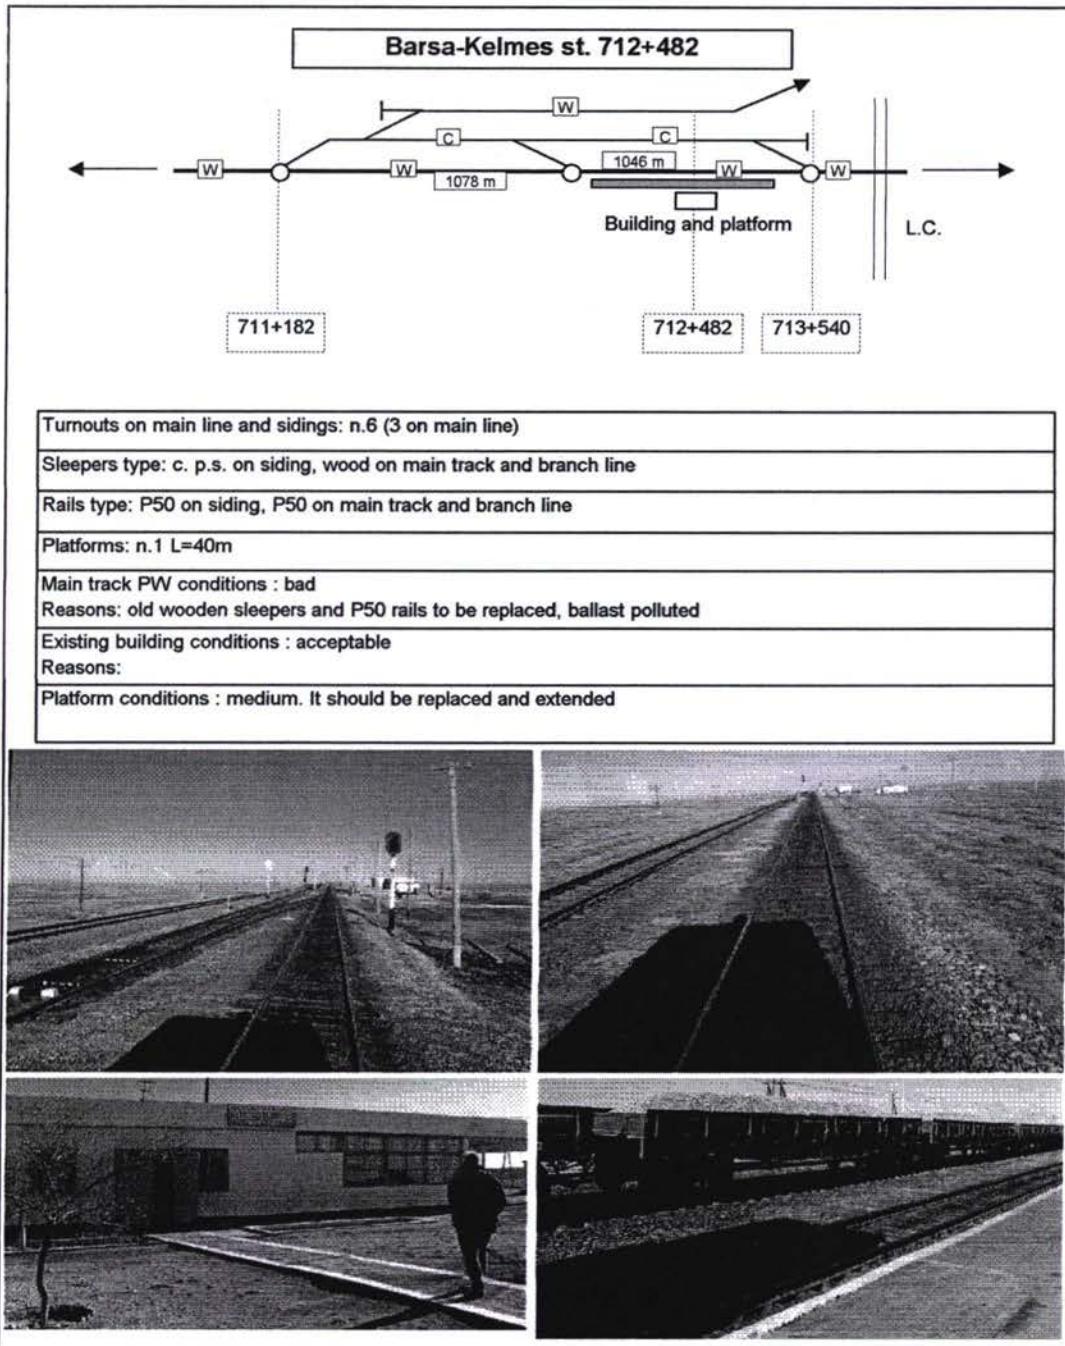 Barsa-Kelmes st. 712+482
W
C
C
1046 m
W
W
W
W
1078 m
Building and platform
L.C.
711+182
712+482
713+540
Turnouts on main line and sidings: n.6 (3 on main line)
Sleepers type: c. p.s. on siding, wood on main track and branch line
Rails type: P50 on siding, P50 on main track and branch line
Platforms: n.1 L=40m
Main track PW conditions : bad
Reasons: old wooden sleepers and P50 rails to be replaced, ballast polluted
Existing building conditions : acceptable
Reasons:
Platform conditions : medium. It should be replaced and extended